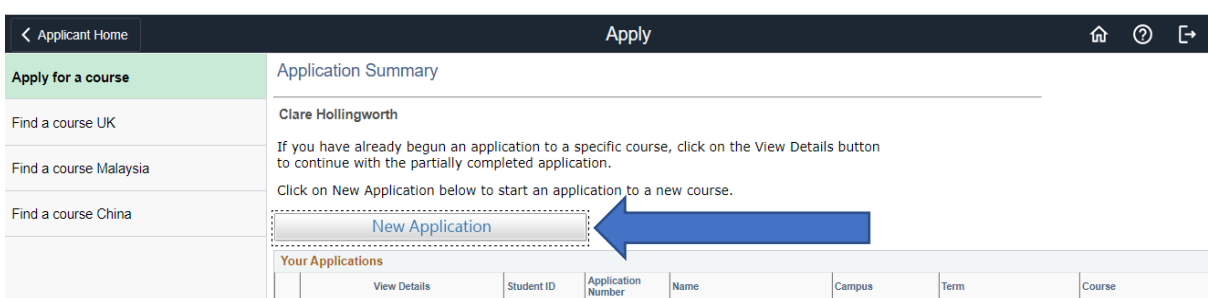 Applicant Home
Apply
Apply for a course
Find a course UK
Find a course Malaysia
Find a course China
Application Summary
Clare Hollingworth
If you have already begun an application to a specific course, click on the View Details button
to continue with the partially completed application.
Click on New Application below to start an application to a new course.
New Application
Your Applications
View Details
Student ID
Application
Number
Name
Campus
Term
Course